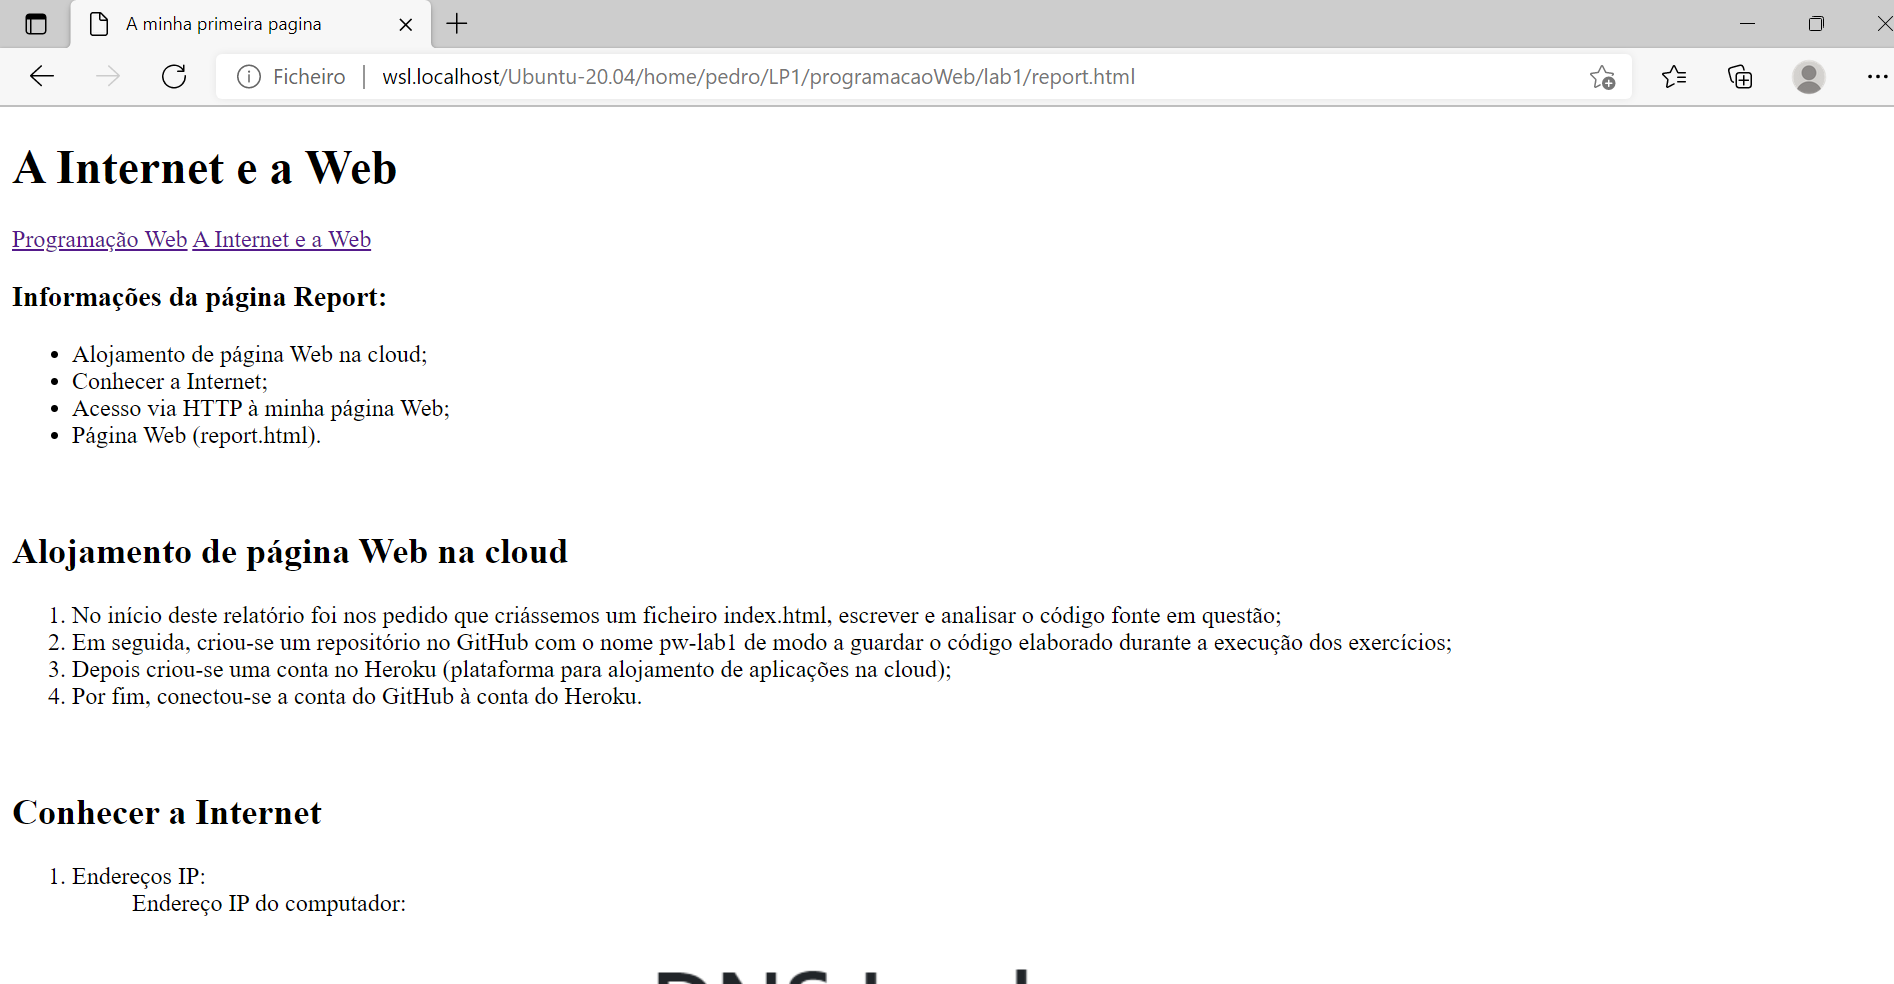 A minha primeira pagina
Ficheiro | wsl.localhost/Ubuntu-20.04/home/pedro/LP1/programacaoWeb/lab1/report.html
A Internet e a Web
Programação Web A Internet e a Web
Informações da página Report:
• Alojamento de página Web na cloud;
• Conhecer a Internet;
• Acesso via HTTP à minha página Web;
• Página Web (report.html).
Alojamento de página Web na cloud
1. No início deste relatório foi nos pedido que criássemos um ficheiro index.html, escrever e analisar o código fonte em questão;
2. Em seguida, criou-se um repositório no GitHub com o nome pw-lab1 de modo a guardar o código elaborado durante a execução dos exercícios;
3. Depois criou-se uma conta no Heroku (plataforma para alojamento de aplicações na cloud);
4. Por fim, conectou-se a conta do GitHub à conta do Heroku.
Conhecer a Internet
1. Endereços IP:
Endereço IP do computador: